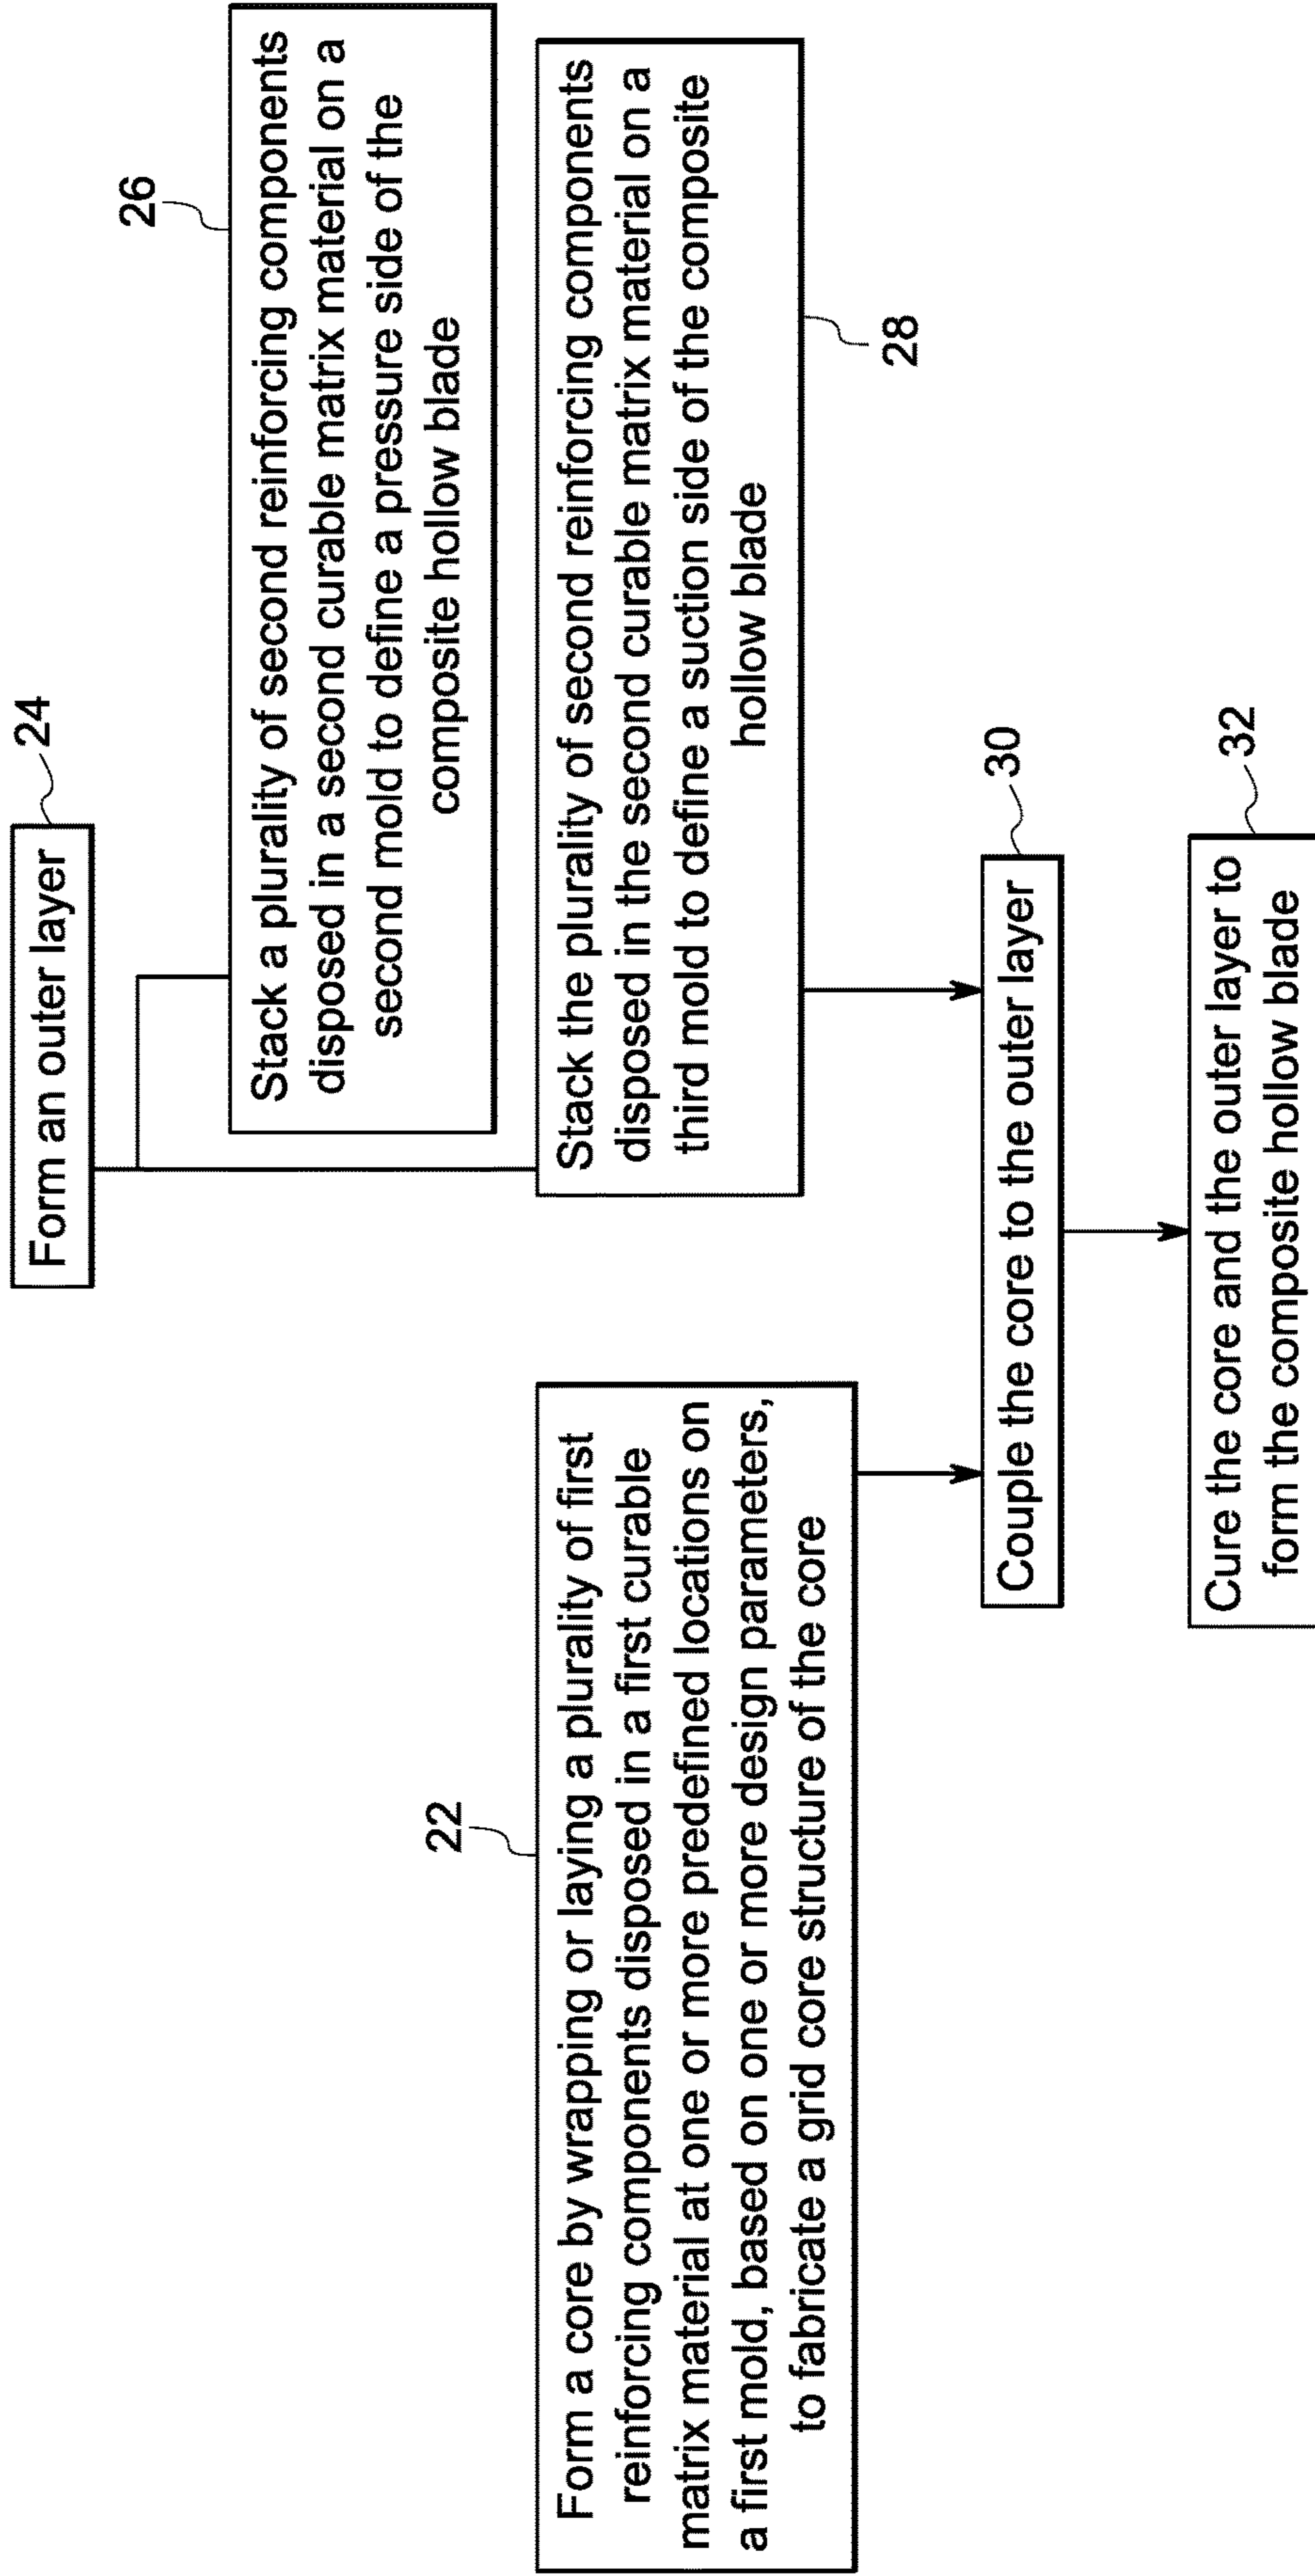 24
Form an outer layer
26
Stack a plurality of second reinforcing components
disposed in a second curable matrix material on a
second mold to define a pressure side of the
composite hollow blade
22
Form a core by wrapping or laying a plurality of first
reinforcing components disposed in a first curable
matrix material at one or more predefined locations on
a first mold, based on one or more design parameters,
to fabricate a grid core structure of the core
Stack the plurality of second reinforcing components
disposed in the second curable matrix material on a
third mold to define a suction side of the composite
hollow blade
28
30
Couple the core to the outer layer
32
Cure the core and the outer layer to
form the composite hollow blade